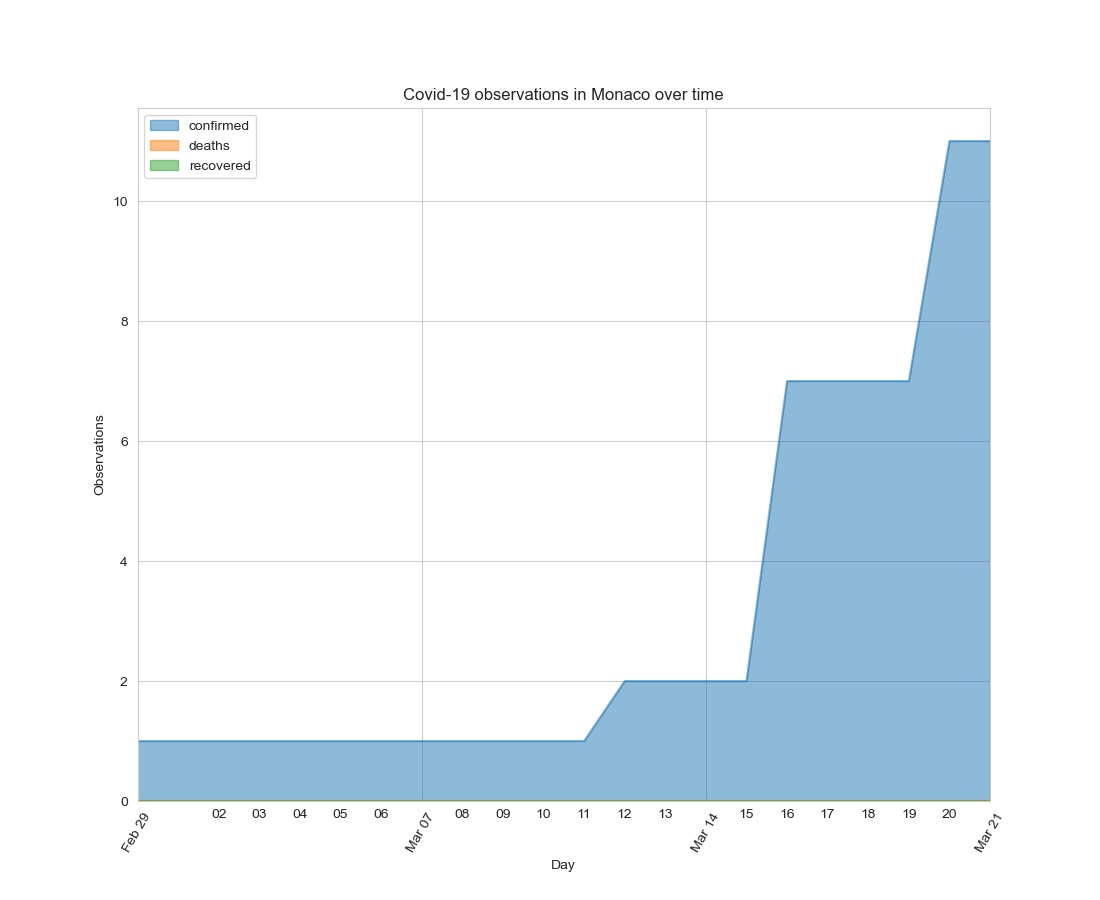 Covid-19 observations in Monaco over time
confirmed
deaths
recovered
10
8
6
4
2
0
Observations
Feb 29 02 03 04 05 06 Mar 07 08 09 10 11 12 13 Mar 14 15 16 17 18 19 20 Mar 21
Day